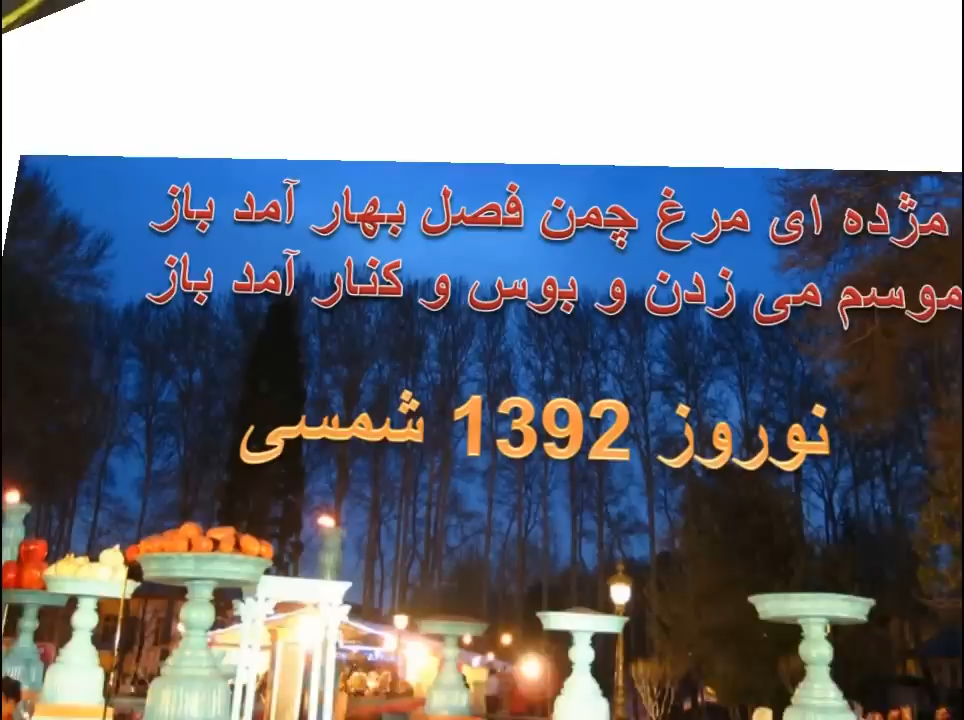 مژده ای مرغ چمن فصل بهار آمد باز
موسم می زدن و بوس و کنار آمد باز
نوروز 1392 شمسی